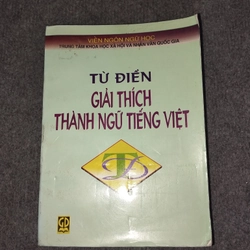 VIỆN NGÔN NGỮ HỌC
TRUNG TÂM KHOA HỌC XÃ HỘI VÀ NHÂN VĂN QUỐC GIA
TỪ ĐIỂN
GIẢI THÍCH
THÀNH NGỮ TIẾNG VIỆT
TĐ